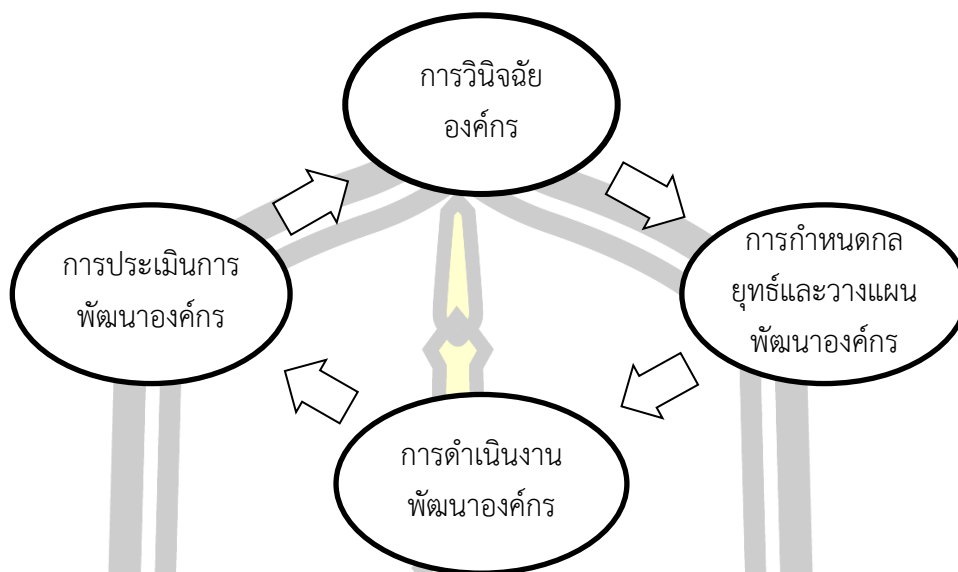 การวินิจฉัย
องค์กร
การประเมินการ
พัฒนาองค์กร
การกำหนดกล
ยุทธ์และวางแผน
พัฒนาองค์กร
การดำเนินงาน
พัฒนาองค์กร